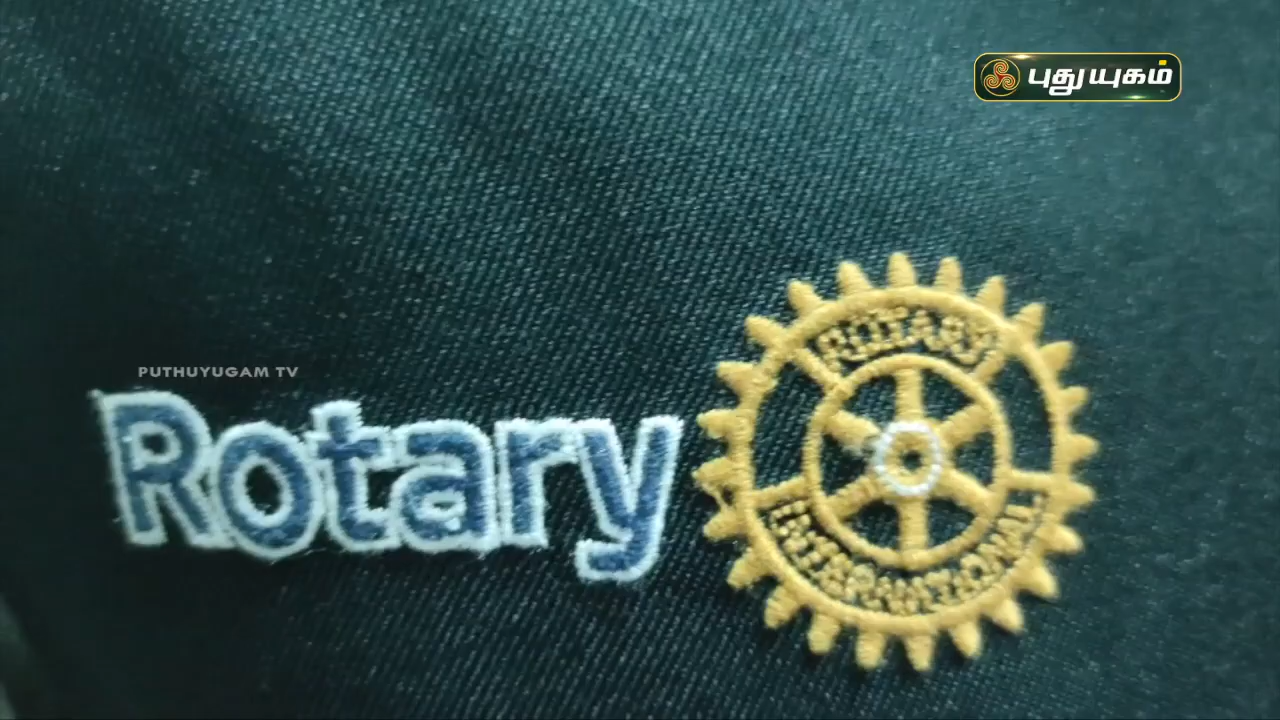 புதுயுகம்
PUTHUYUGAM TV
Rotary
ROTARY
INTERNATIONAL